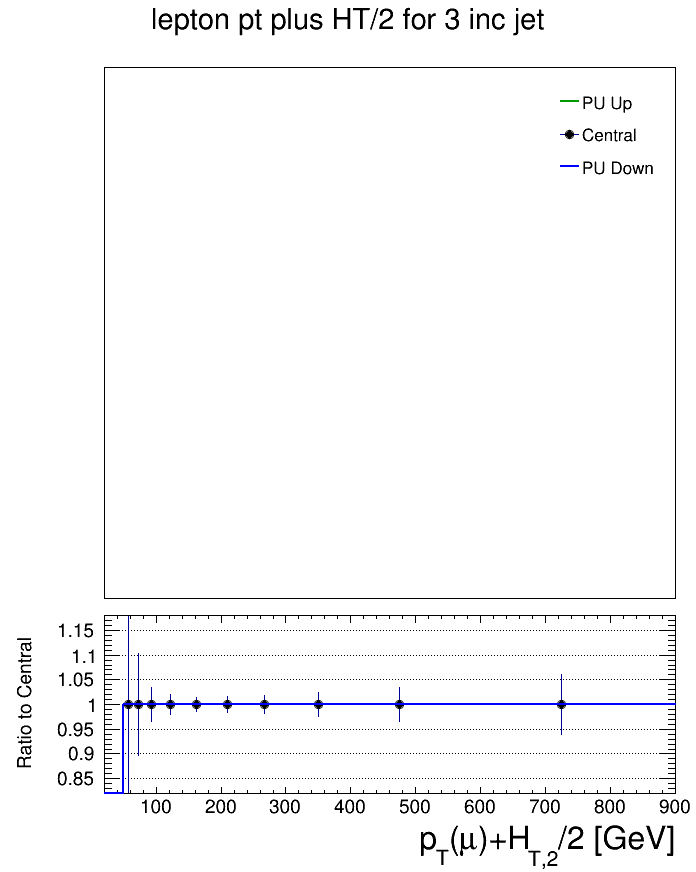 lepton pt plus HT/2 for 3 inc jet
PU Up
Central
PU Down
Ratio to Central
1.15
1.1
1.05
1
0.95
0.9
0.85
100 200 300 400 500 600 700 800 900
p_T(μ)+H_T,2/2 [GeV]